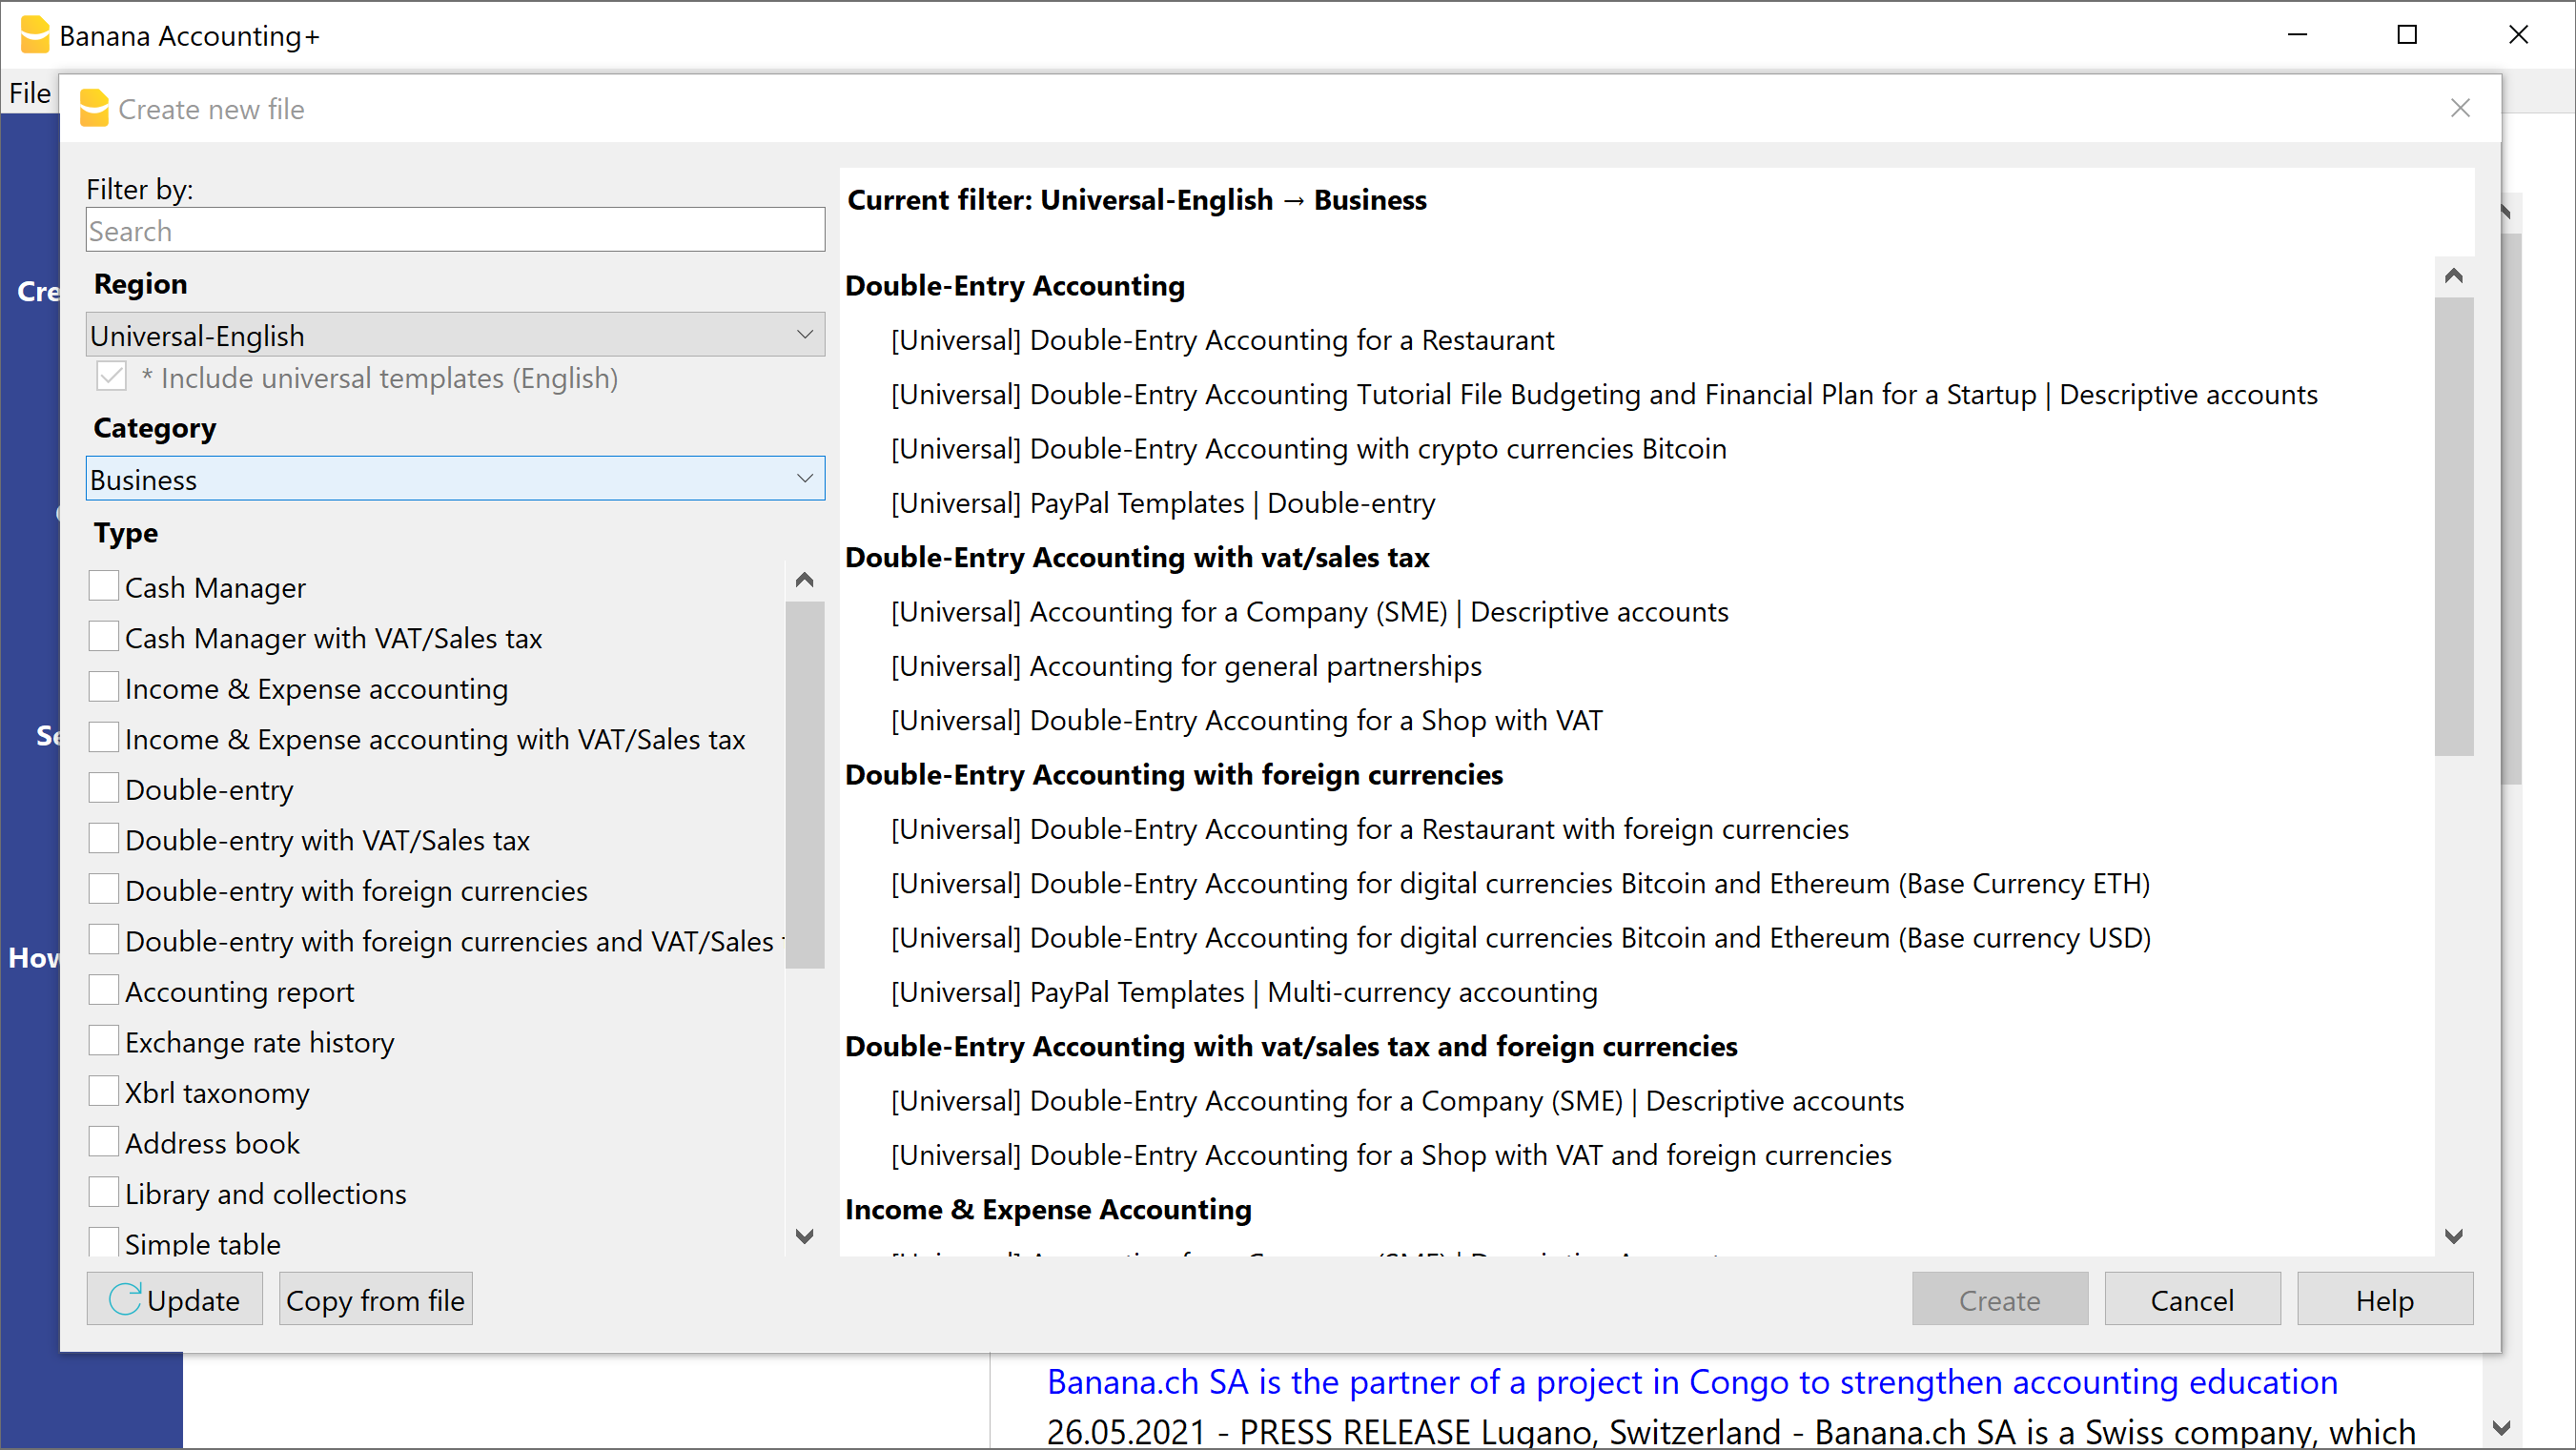 Banana Accounting+
File
Create new file
Filter by:
Search
Region
Universal-English
* Include universal templates (English)
Category
Business
Type
Cash Manager
Cash Manager with VAT/Sales tax
Income & Expense accounting
Income & Expense accounting with VAT/Sales tax
Double-entry
Double-entry with VAT/Sales tax
Double-entry with foreign currencies
Double-entry with foreign currencies and VAT/Sales
Accounting report
Exchange rate history
Xbrl taxonomy
Address book
Library and collections
Simple table
Update
Copy from file
Current filter: Universal-English → Business
Double-Entry Accounting
[Universal] Double-Entry Accounting for a Restaurant
[Universal] Double-Entry Accounting Tutorial File Budgeting and Financial Plan for a Startup | Descriptive accounts
[Universal] Double-Entry Accounting with crypto currencies Bitcoin
[Universal] PayPal Templates | Double-entry
Double-Entry Accounting with vat/sales tax
[Universal] Accounting for a Company (SME) | Descriptive accounts
[Universal] Accounting for general partnerships
[Universal] Double-Entry Accounting for a Shop with VAT
Double-Entry Accounting with foreign currencies
[Universal] Double-Entry Accounting for a Restaurant with foreign currencies
[Universal] Double-Entry Accounting for digital currencies Bitcoin and Ethereum (Base Currency ETH)
[Universal] Double-Entry Accounting for digital currencies Bitcoin and Ethereum (Base currency USD)
[Universal] PayPal Templates | Multi-currency accounting
Double-Entry Accounting with vat/sales tax and foreign currencies
[Universal] Double-Entry Accounting for a Company (SME) | Descriptive accounts
[Universal] Double-Entry Accounting for a Shop with VAT and foreign currencies
Income & Expense Accounting
Create
Cancel
Help
Cre
Se
How
Banana.ch SA is the partner of a project in Congo to strengthen accounting education
26.05.2021 - PRESS RELEASE Lugano, Switzerland - Banana.ch SA is a Swiss company, which